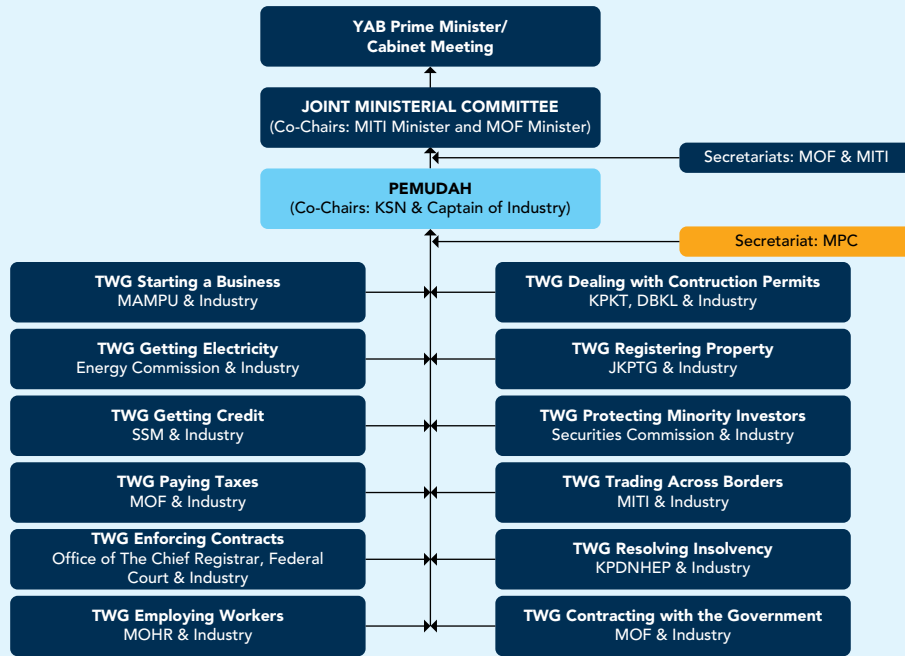 YAB Prime Minister/
Cabinet Meeting
JOINT MINISTERIAL COMMITTEE
(Co-Chairs: MITI Minister and MOF Minister)
Secretariats: MOF & MITI
PEMUDAH
(Co-Chairs: KSN & Captain of Industry)
Secretariat: MPC
TWG Starting a Business
MAMPU & Industry
TWG Dealing with Contruction Permits
KPKT, DBKL & Industry
TWG Getting Electricity
Energy Commission & Industry
TWG Registering Property
JKPTG & Industry
TWG Getting Credit
SSM & Industry
TWG Protecting Minority Investors
Securities Commission & Industry
TWG Paying Taxes
MOF & Industry
TWG Trading Across Borders
MITI & Industry
TWG Enforcing Contracts
Office of The Chief Registrar, Federal
Court & Industry
TWG Resolving Insolvency
KPDNHEP & Industry
TWG Employing Workers
MOHR & Industry
TWG Contracting with the Government
MOF & Industry